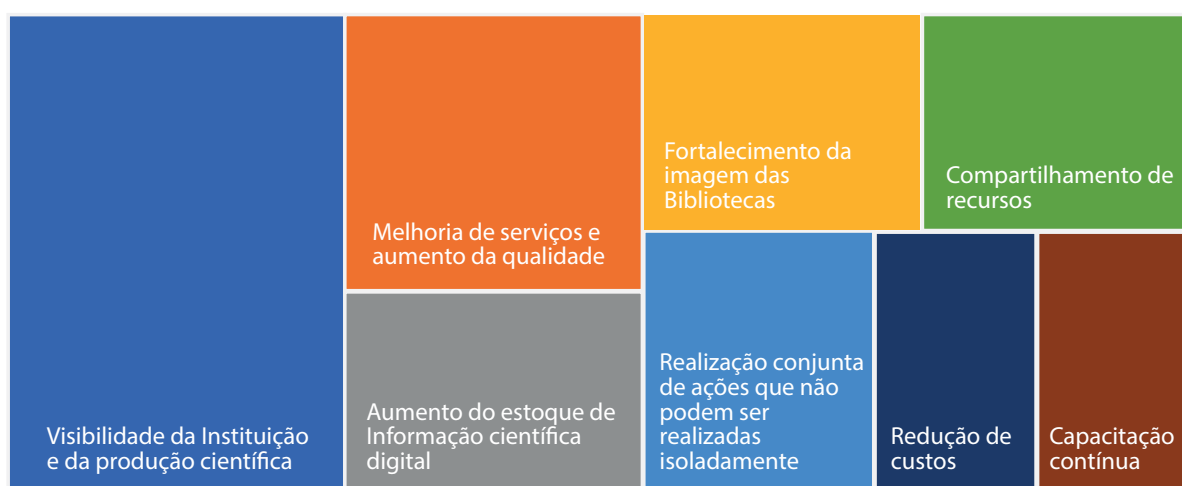 Visibilidade da Instituição
e da produção científica
Melhoria de serviços e
aumento da qualidade
Aumento do estoque de
Informação científica
digital
Fortalecimento da
imagem das
Bibliotecas
Compartilhamento de
recursos
Realização conjunta
de ações que não
podem ser
realizadas
isoladamente
Redução de
custos
Capacitação
contínua